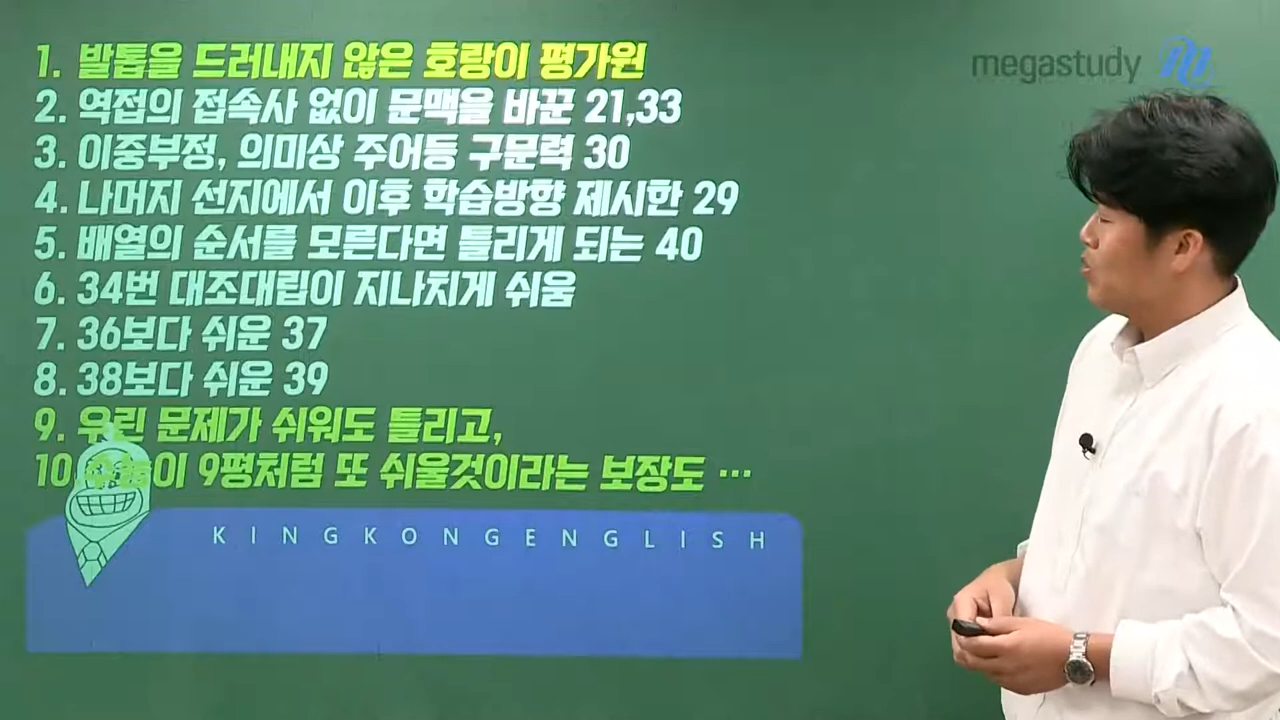 megastudy
1. 발톱을 드러내지 않은 호랑이 평가원
2. 역접의 접속사 없이 문맥을 바꾼 21,33
3. 이중부정, 의미상 주어등 구문력 30
4. 나머지 선지에서 이후 학습방향 제시한 29
5. 배열의 순서를 모른다면 틀리게 되는 40
6. 34번 대조대립이 지나치게 쉬움
7. 36보다 쉬운 37
8. 38보다 쉬운 39
9. 우린 문제가 쉬워도 틀리고,
10.수능이 9평처럼 또 쉬울것이라는 보장도 …
KINGKONGENGLISH